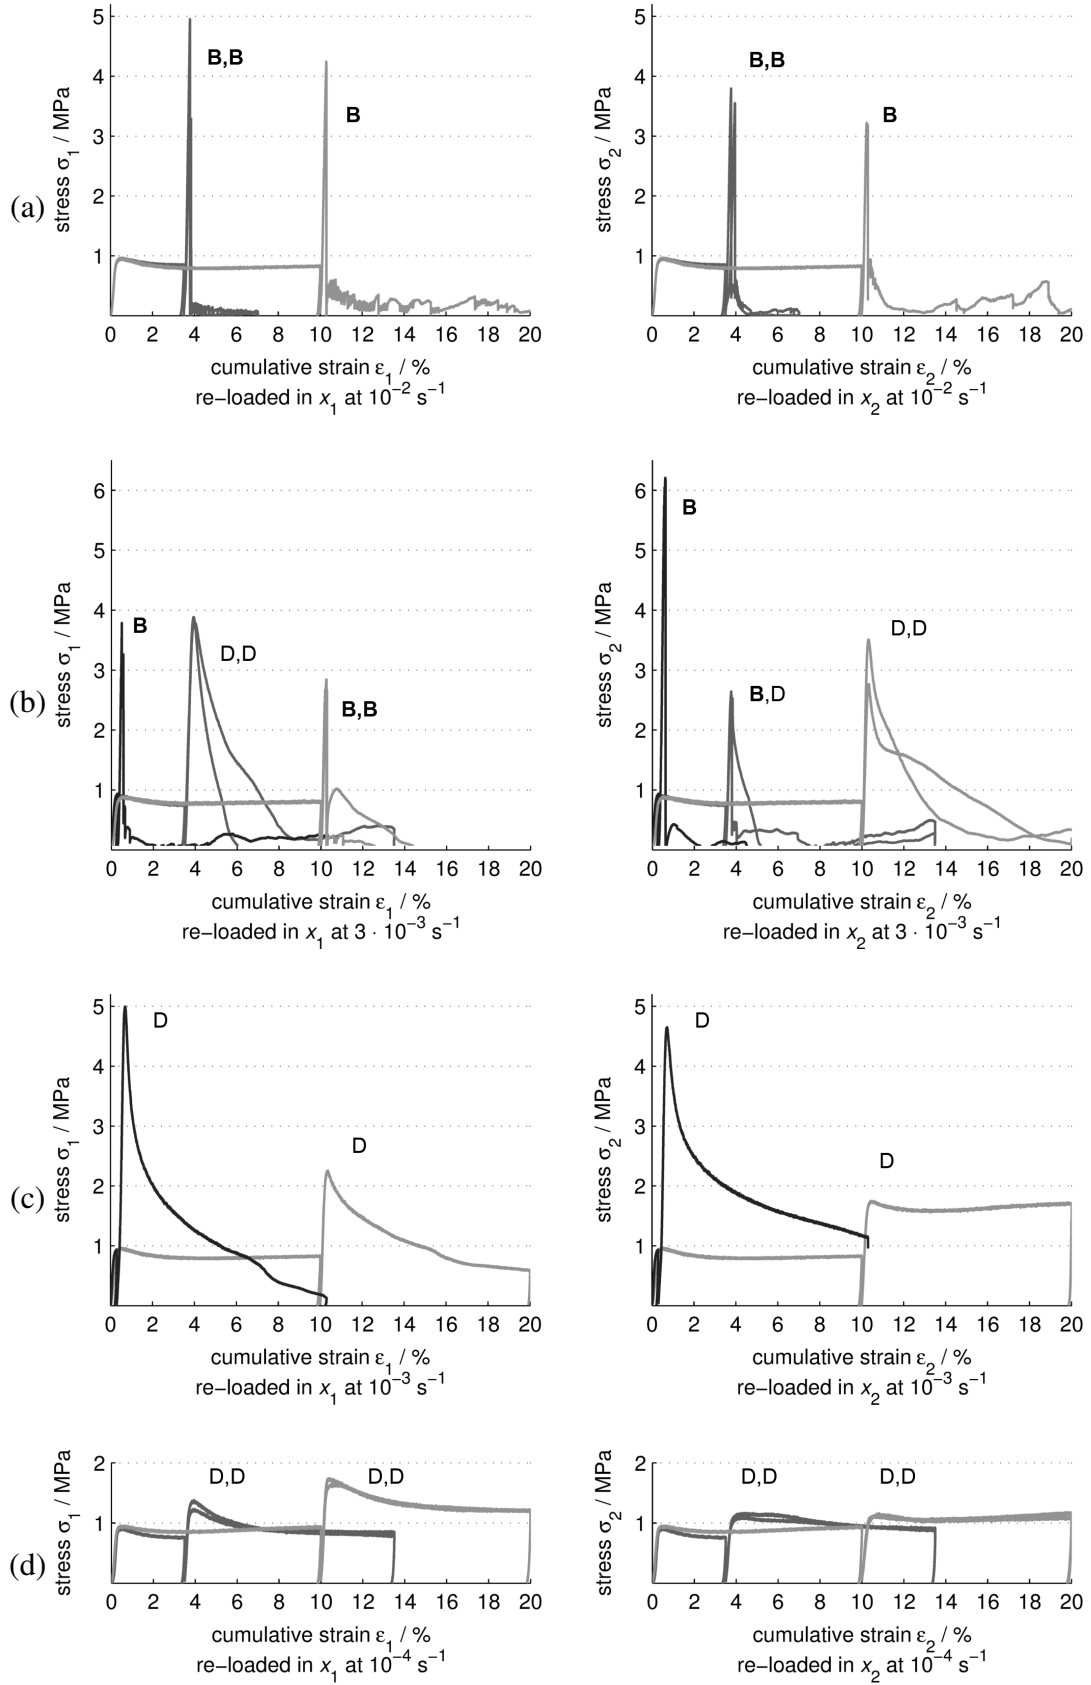 (a)
stress σ1 / MPa
5
4
3
2
1
B,B
B
0 2 4 6 8 10 12 14 16 18 20
cumulative strain ε1 / %
re−loaded in x1 at 10−2 s−1
stress σ2 / MPa
5
4
3
2
1
B,B
B
0 2 4 6 8 10 12 14 16 18 20
cumulative strain ε2 / %
re−loaded in x2 at 10−2 s−1
(b)
stress σ1 / MPa
6
5
4
3
2
1
B
D,D
B,B
0 2 4 6 8 10 12 14 16 18 20
cumulative strain ε1 / %
re−loaded in x1 at 3 · 10−3 s−1
stress σ2 / MPa
6
5
4
3
2
1
B
B,D
D,D
0 2 4 6 8 10 12 14 16 18 20
cumulative strain ε2 / %
re−loaded in x2 at 3 · 10−3 s−1
(c)
stress σ1 / MPa
5
4
3
2
1
D
D
0 2 4 6 8 10 12 14 16 18 20
cumulative strain ε1 / %
re−loaded in x1 at 10−3 s−1
stress σ2 / MPa
5
4
3
2
1
D
D
0 2 4 6 8 10 12 14 16 18 20
cumulative strain ε2 / %
re−loaded in x2 at 10−3 s−1
(d)
stress σ1 / MPa
2
1
D,D
D,D
0 2 4 6 8 10 12 14 16 18 20
cumulative strain ε1 / %
re−loaded in x1 at 10−4 s−1
stress σ2 / MPa
2
1
D,D
D,D
0 2 4 6 8 10 12 14 16 18 20
cumulative strain ε2 / %
re−loaded in x2 at 10−4 s−1